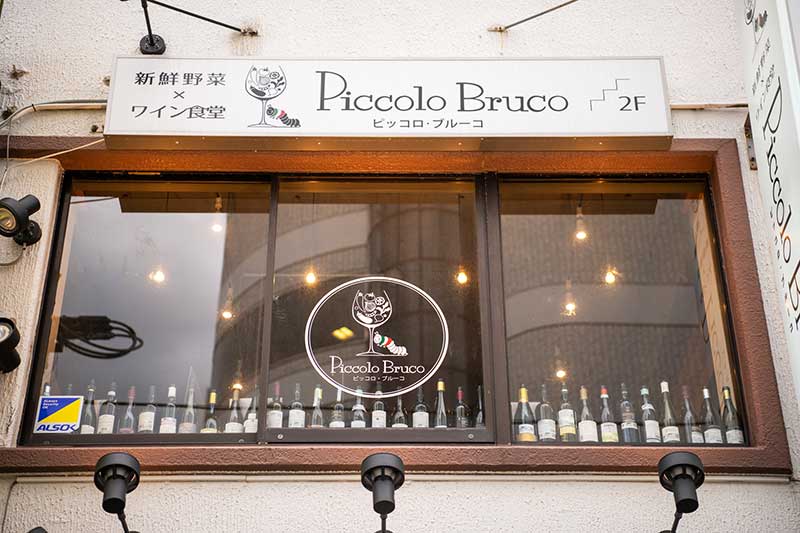 新鮮野菜
×
ワイン食堂
Piccolo Bruco
ピッコロ・ブルーコ
2F
Piccolo Bruco
ピッコロ・ブルーコ
ALSOK
Piccolo B